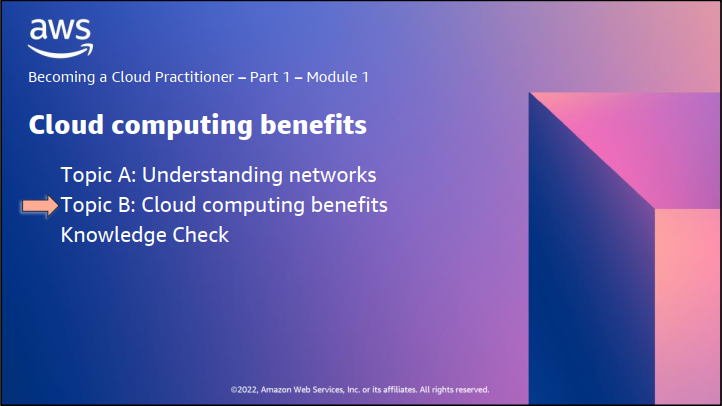 aws
Becoming a Cloud Practitioner – Part 1 – Module 1
Cloud computing benefits
Topic A: Understanding networks
Topic B: Cloud computing benefits
Knowledge Check
©2022, Amazon Web Services, Inc. or its affiliates. All rights reserved.